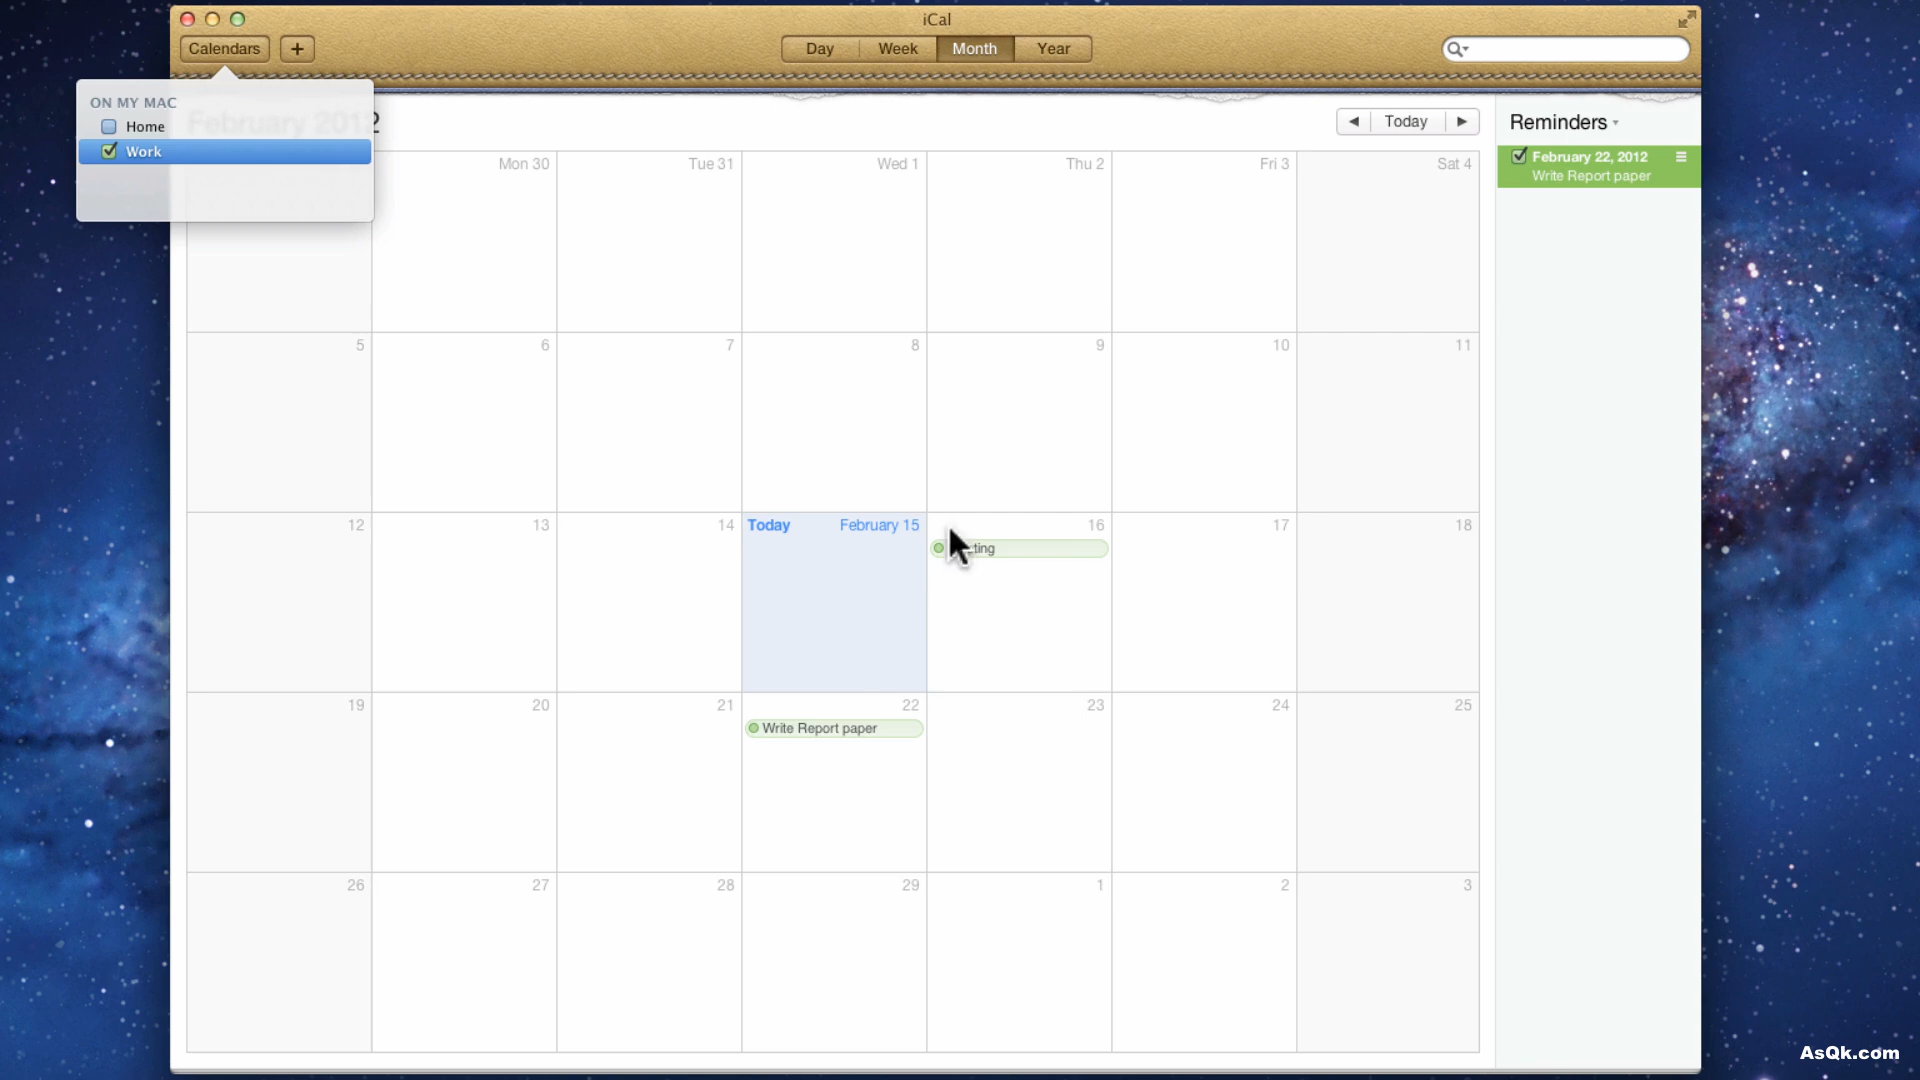 iCal
Calendars + Day Week Month Year
ON MY MAC
Home
Work
February 2012
Today
Reminders
February 22, 2012
Write Report paper
Mon 30 Tue 31 Wed 1 Thu 2 Fri 3 Sat 4
5 6 7 8 9 10 11
12 13 14 Today February 15 16 17 18
19 20 21 22 23 24 25
Write Report paper
26 27 28 29 1 2 3
AsQk.com